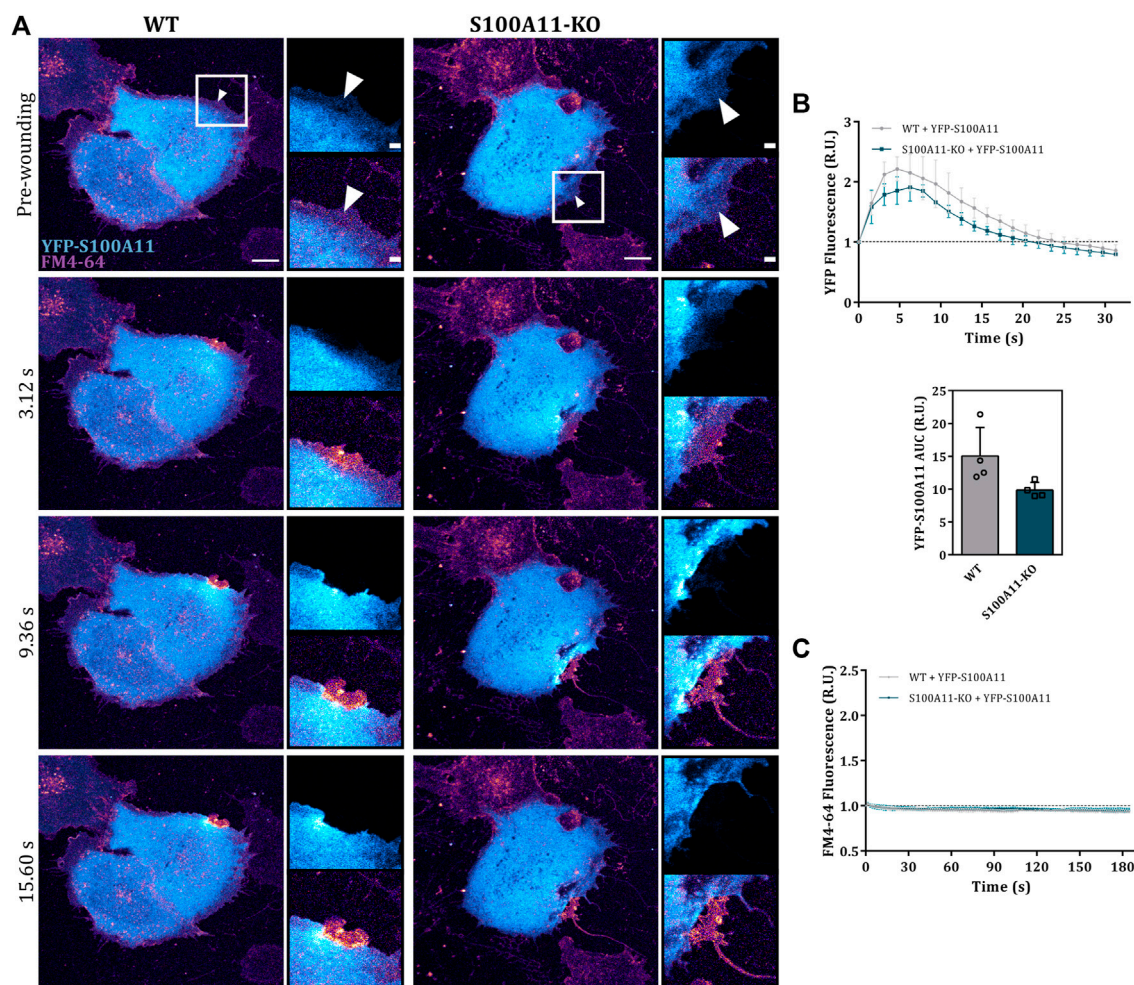 A
WT
S100A11-KO
Pre-wounding
YFP-S100A11
FM4-64
3.12 s
9.36 s
15.60 s
B
WT + YFP-S100A11
S100A11-KO + YFP-S100A11
YFP Fluorescence (R.U.)
3
2
1
0
0 5 10 15 20 25 30
Time (s)
YFP-S100A11 AUC (R.U.)
25
20
15
10
5
0
WT
S100A11-KO
C
WT + YFP-S100A11
S100A11-KO + YFP-S100A11
FM4-64 Fluorescence (R.U.)
2.5
2.0
1.5
1.0
0.5
0 30 60 90 120 150 180
Time (s)